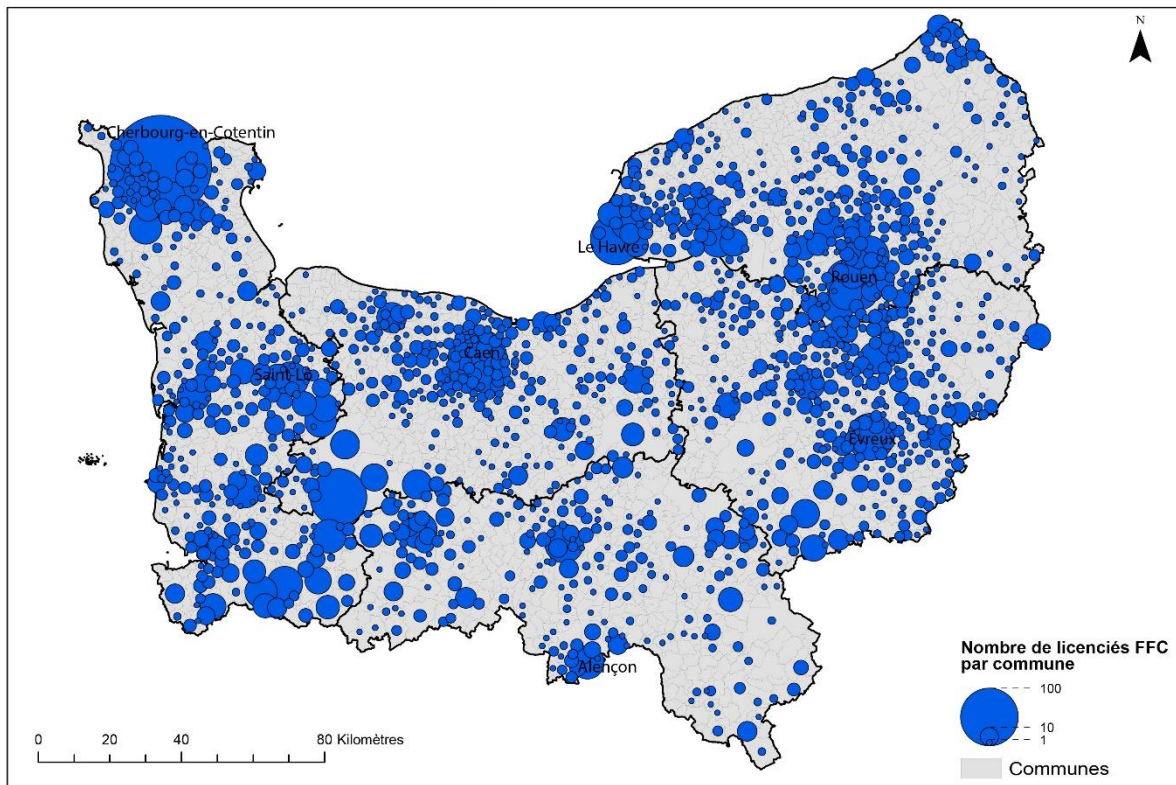 N
Cherbourg-en-Cotentin
Le Havre
Rouen
Caen
Saint-Lô
Evreux
Alençon
Nombre de licenciés FFC
par commune
100
10
1
Communes
0 20 40 80 Kilomètres